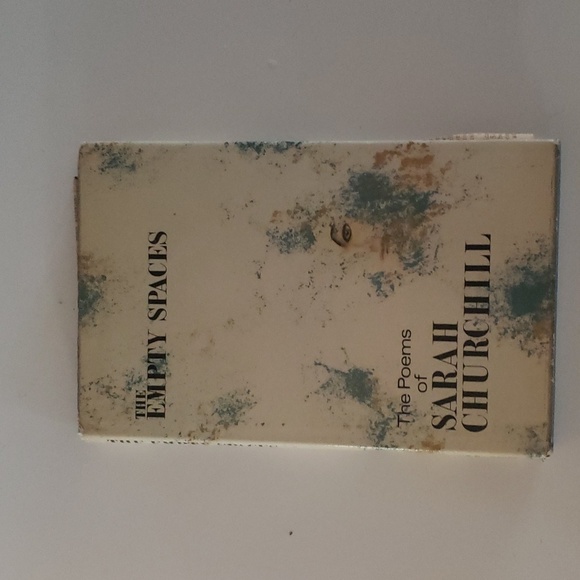 THE
EMPTY SPACES
The Poems
of
SARAH
CHURCHILL